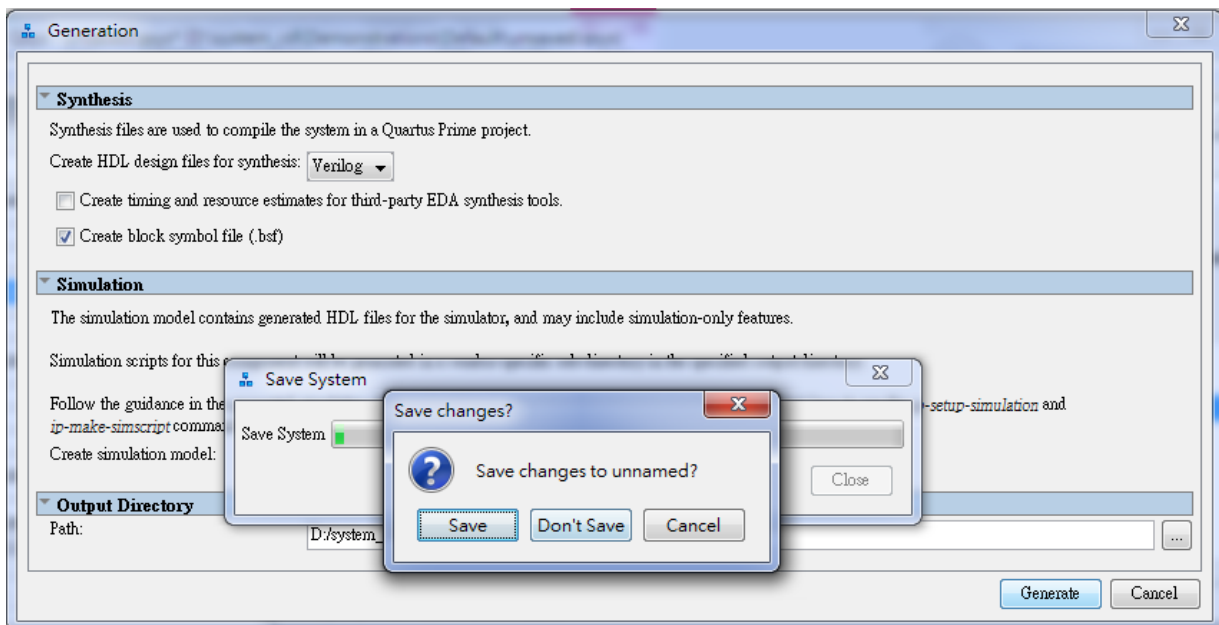 Generation
Synthesis
Synthesis files are used to compile the system in a Quartus Prime project.
Create HDL design files for synthesis: Verilog
Create timing and resource estimates for third-party EDA synthesis tools.
Create block symbol file (.bsf)
Simulation
The simulation model contains generated HDL files for the simulator, and may include simulation-only features.
Simulation scripts for this
Save System
Follow the guidance in the
Save changes?
-setup-simulation and
ip-make-simscript
Save System
Create simulation model:
Save changes to unnamed?
Close
Output Directory
Save Don't Save Cancel
Path: D:/system_ ...
Generate Cancel